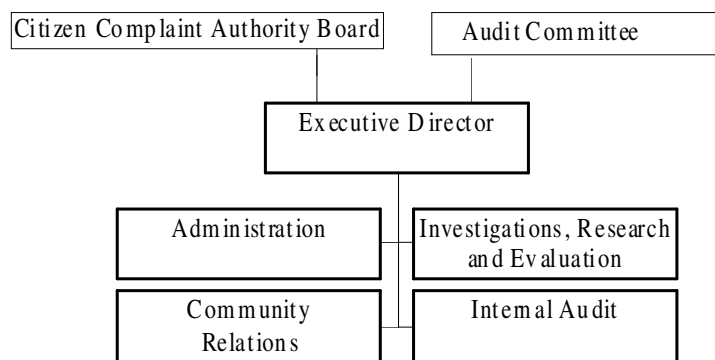 Citizen Complaint Authority Board
Audit Committee
Executive Director
Administration
Investigations, Research
and Evaluation
Community
Relations
Internal Audit